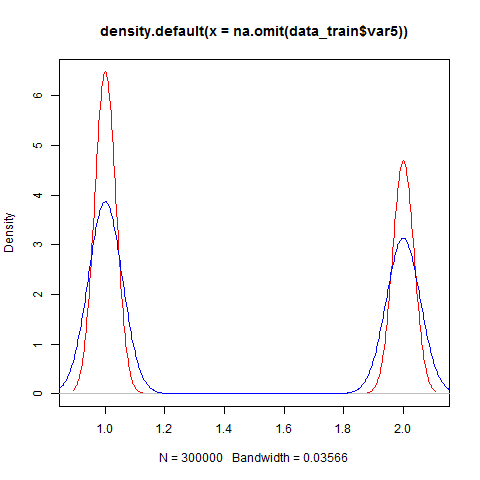 density.default(x = na.omit(data_train$var5))
Density
6
5
4
3
2
1
0
1.0 1.2 1.4 1.6 1.8 2.0
N = 300000 Bandwidth = 0.03566